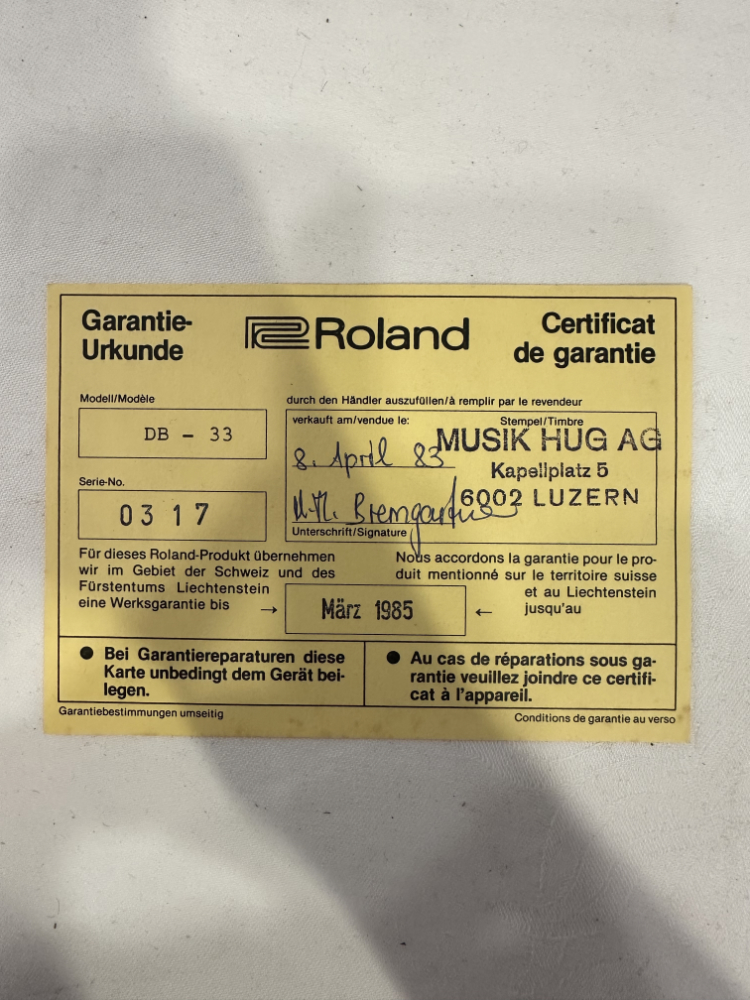 Garantie-
Urkunde
Roland
Certificat
de garantie
Modell/Modèle
DB - 33
Serie-No.
0317
durch den Händler auszufüllen/à remplir par le revendeur
verkauft am/vendue le:
Stempel/Timbre
8. April 83
MUSIK HUG AG
Kapellplatz 5
6002 LUZERN
Unterschrift/Signature
Für dieses Roland-Produkt übernehmen
wir im Gebiet der Schweiz und des
Fürstentums Liechtenstein
eine Werksgarantie bis →
März 1985
Nous accordons la garantie pour le pro-
duit mentionné sur le territoire suisse
et au Liechtenstein
← jusqu'au
● Bei Garantiereparaturen diese
Karte unbedingt dem Gerät bei-
legen.
● Au cas de réparations sous ga-
rantie veuillez joindre ce certifi-
cat à l'appareil.
Garantiebestimmungen umseitig
Conditions de garantie au verso